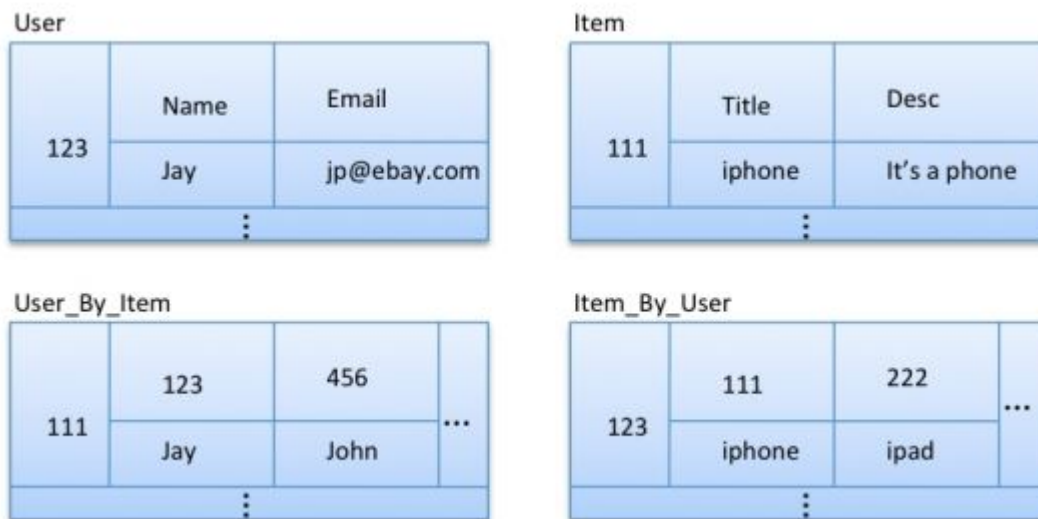 User
Name Email
123
Jay jp@ebay.com
⋮
Item
Title Desc
111
iphone It's a phone
⋮
User_By_Item
123 456
111 ...
Jay John
⋮
Item_By_User
111 222
123 ...
iphone ipad
⋮